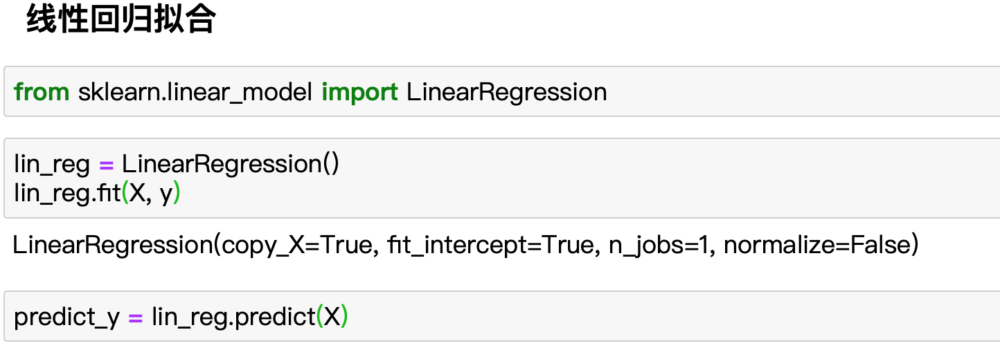 线性回归拟合
from sklearn.linear_model import LinearRegression
lin_reg = LinearRegression()
lin_reg.fit(X, y)
LinearRegression(copy_X=True, fit_intercept=True, n_jobs=1, normalize=False)
predict_y = lin_reg.predict(X)